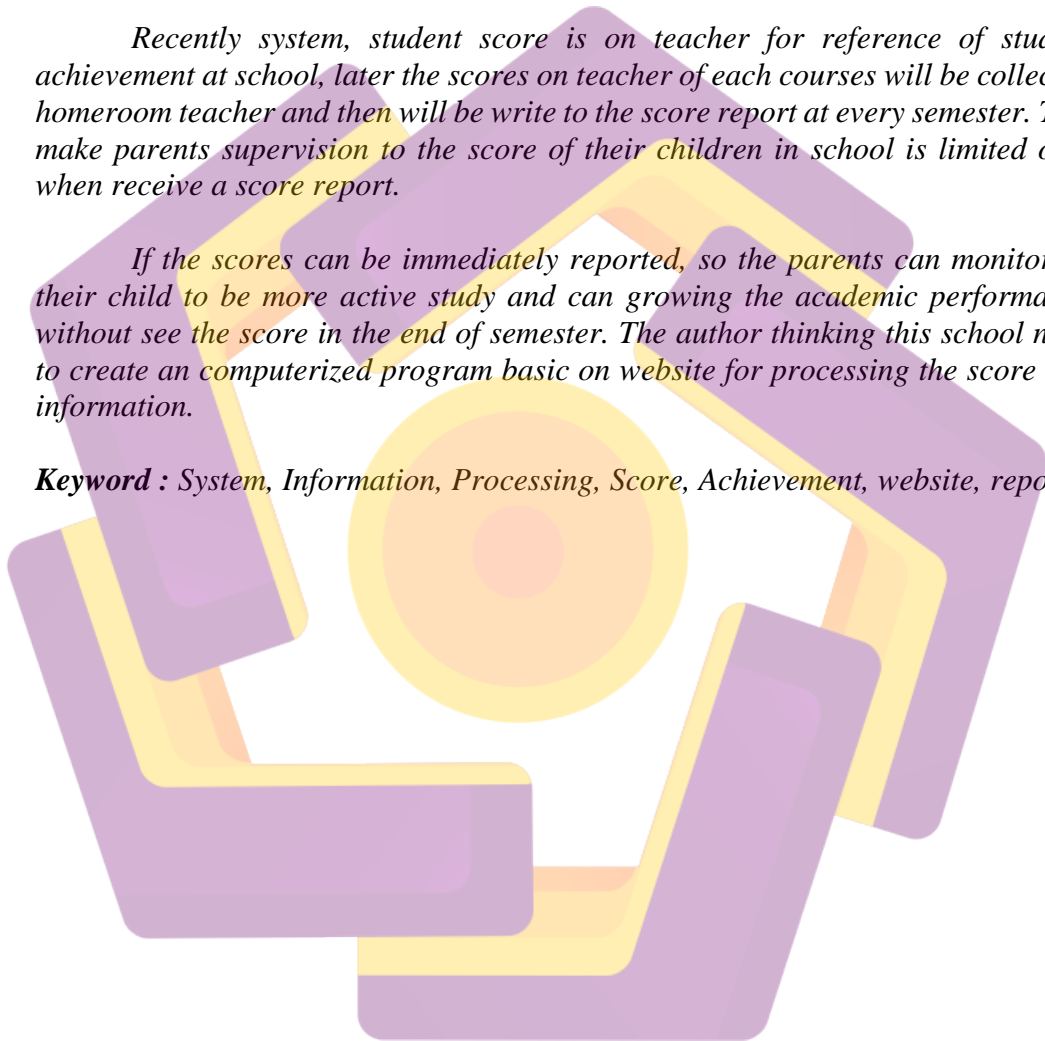 Recently system, student score is on teacher for reference of stud
achievement at school, later the scores on teacher of each courses will be collec
homeroom teacher and then will be write to the score report at every semester. T
make parents supervision to the score of their children in school is limited o
when receive a score report.
If the scores can be immediately reported, so the parents can monitor
their child to be more active study and can growing the academic performa
without see the score in the end of semester. The author thinking this school n
to create an computerized program basic on website for processing the score
information.
Keyword : System, Information, Processing, Score, Achievement, website, repo